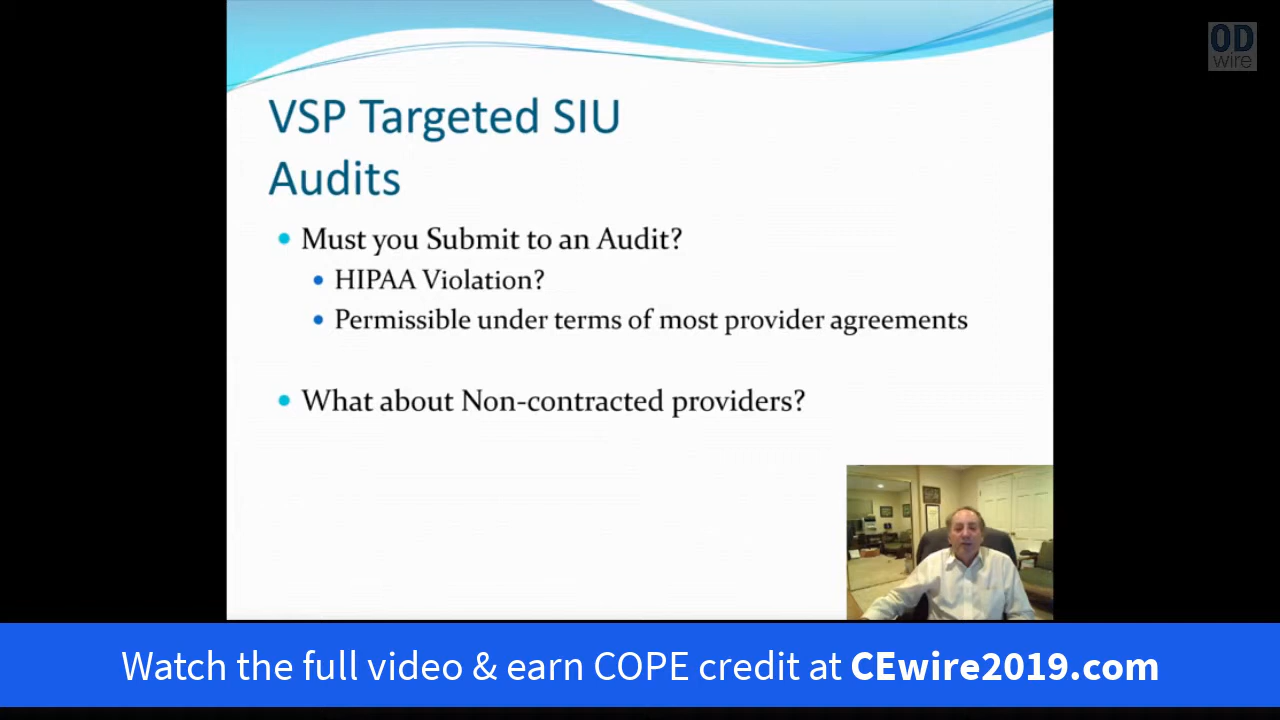 OD
wire
VSP Targeted SIU
Audits
Must you Submit to an Audit?
HIPAA Violation?
Permissible under terms of most provider agreements
What about Non-contracted providers?
Watch the full video & earn COPE credit at CEwire2019.com